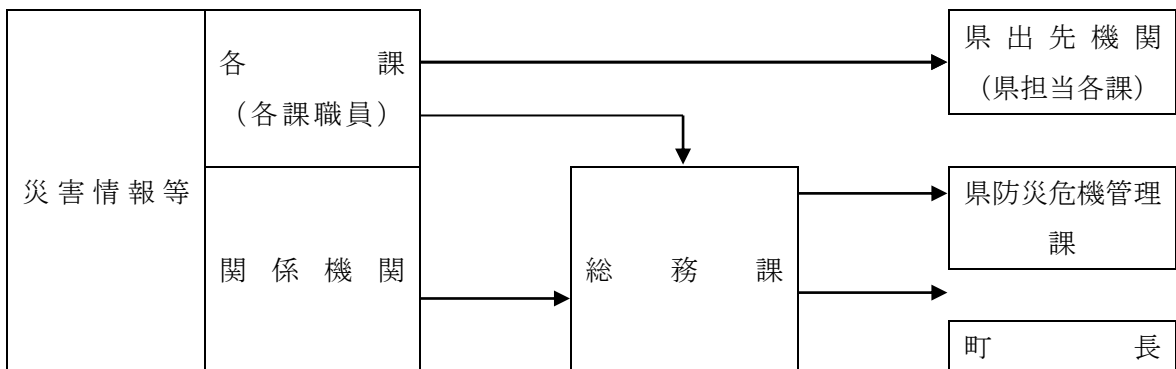 災害情報等
各課
（各課職員）
関係機関
総務課
県出先機関
（県担当各課）
県防災危機管理
課
町長